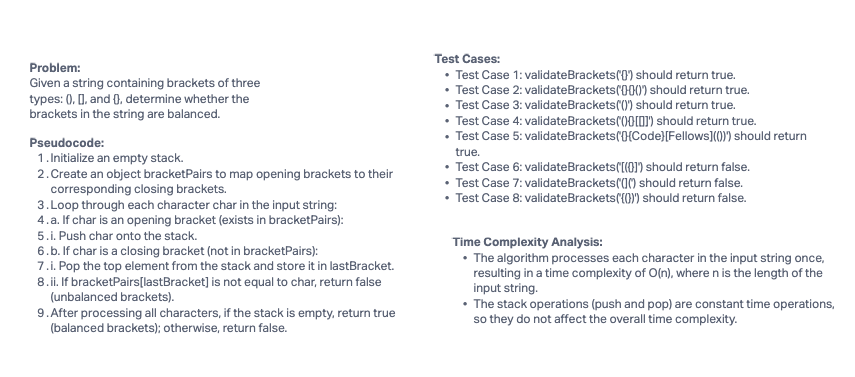 Problem:
Given a string containing brackets of three
types: (), [], and {}, determine whether the
brackets in the string are balanced.
Pseudocode:
1. Initialize an empty stack.
2. Create an object bracketPairs to map opening brackets to their
corresponding closing brackets.
3. Loop through each character char in the input string:
4. a. If char is an opening bracket (exists in bracketPairs):
5. i. Push char onto the stack.
6. b. If char is a closing bracket (not in bracketPairs):
7. i. Pop the top element from the stack and store it in lastBracket.
8. ii. If bracketPairs[lastBracket] is not equal to char, return false
(unbalanced brackets).
9. After processing all characters, if the stack is empty, return true
(balanced brackets); otherwise, return false.
Test Cases:
• Test Case 1: validateBrackets('{}') should return true.
• Test Case 2: validateBrackets('{}{}()') should return true.
• Test Case 3: validateBrackets('()') should return true.
• Test Case 4: validateBrackets('(){}[[]]') should return true.
• Test Case 5: validateBrackets('{}{Code}[Fellows](())') should return
true.
• Test Case 6: validateBrackets('[({}]') should return false.
• Test Case 7: validateBrackets('(](') should return false.
• Test Case 8: validateBrackets('{(})') should return false.
Time Complexity Analysis:
• The algorithm processes each character in the input string once,
resulting in a time complexity of O(n), where n is the length of the
input string.
• The stack operations (push and pop) are constant time operations,
so they do not affect the overall time complexity.